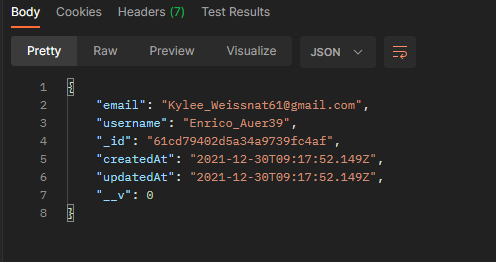 Body Cookies Headers (7) Test Results
Pretty Raw Preview Visualize JSON
1 {
2 "email": "Kylee_Weissnat61@gmail.com",
3 "username": "Enrico_Auer39",
4 "_id": "61cd79402d5a34a9739fc4af",
5 "createdAt": "2021-12-30T09:17:52.149Z",
6 "updatedAt": "2021-12-30T09:17:52.149Z",
7 "__v": 0
8 }